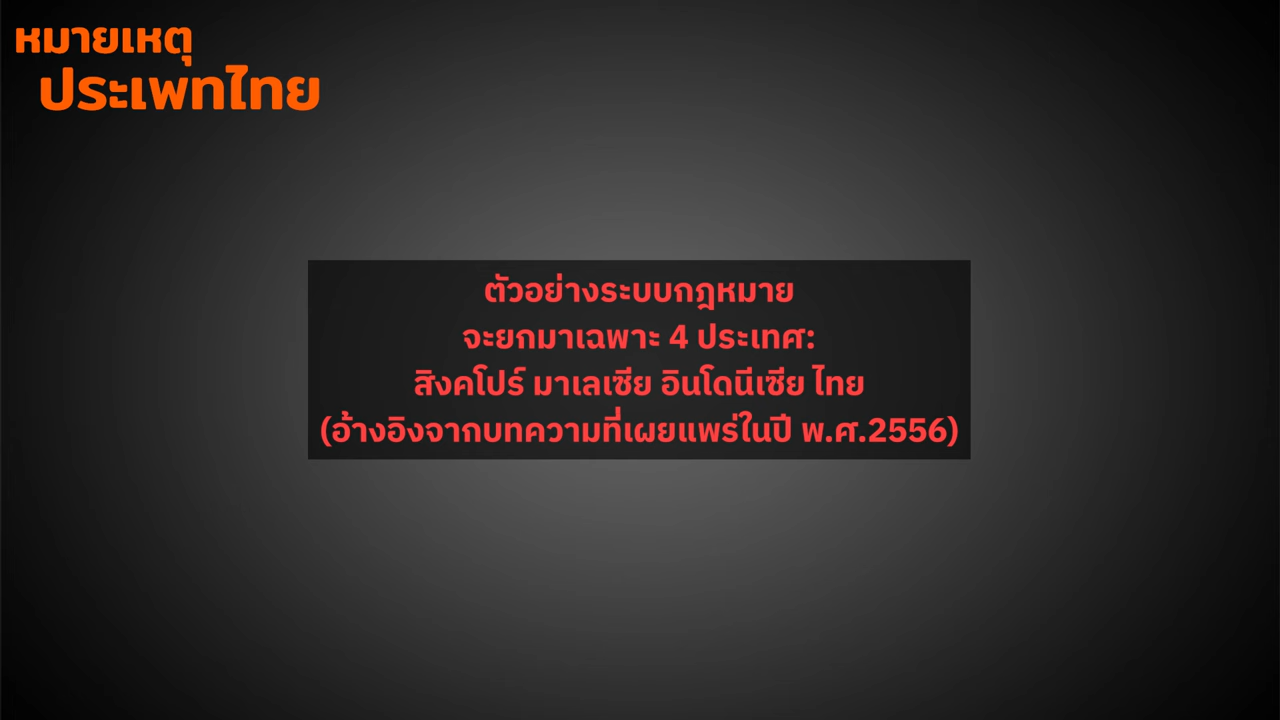 หมายเหตุ
ประเพทไทย
ตัวอย่างระบบกฎหมาย
จะยกมาเฉพาะ 4 ประเทศ:
สิงคโปร์ มาเลเซีย อินโดนีเซีย ไทย
(อ้างอิงจากบทความที่เผยแพร่ในปี พ.ศ.2556)